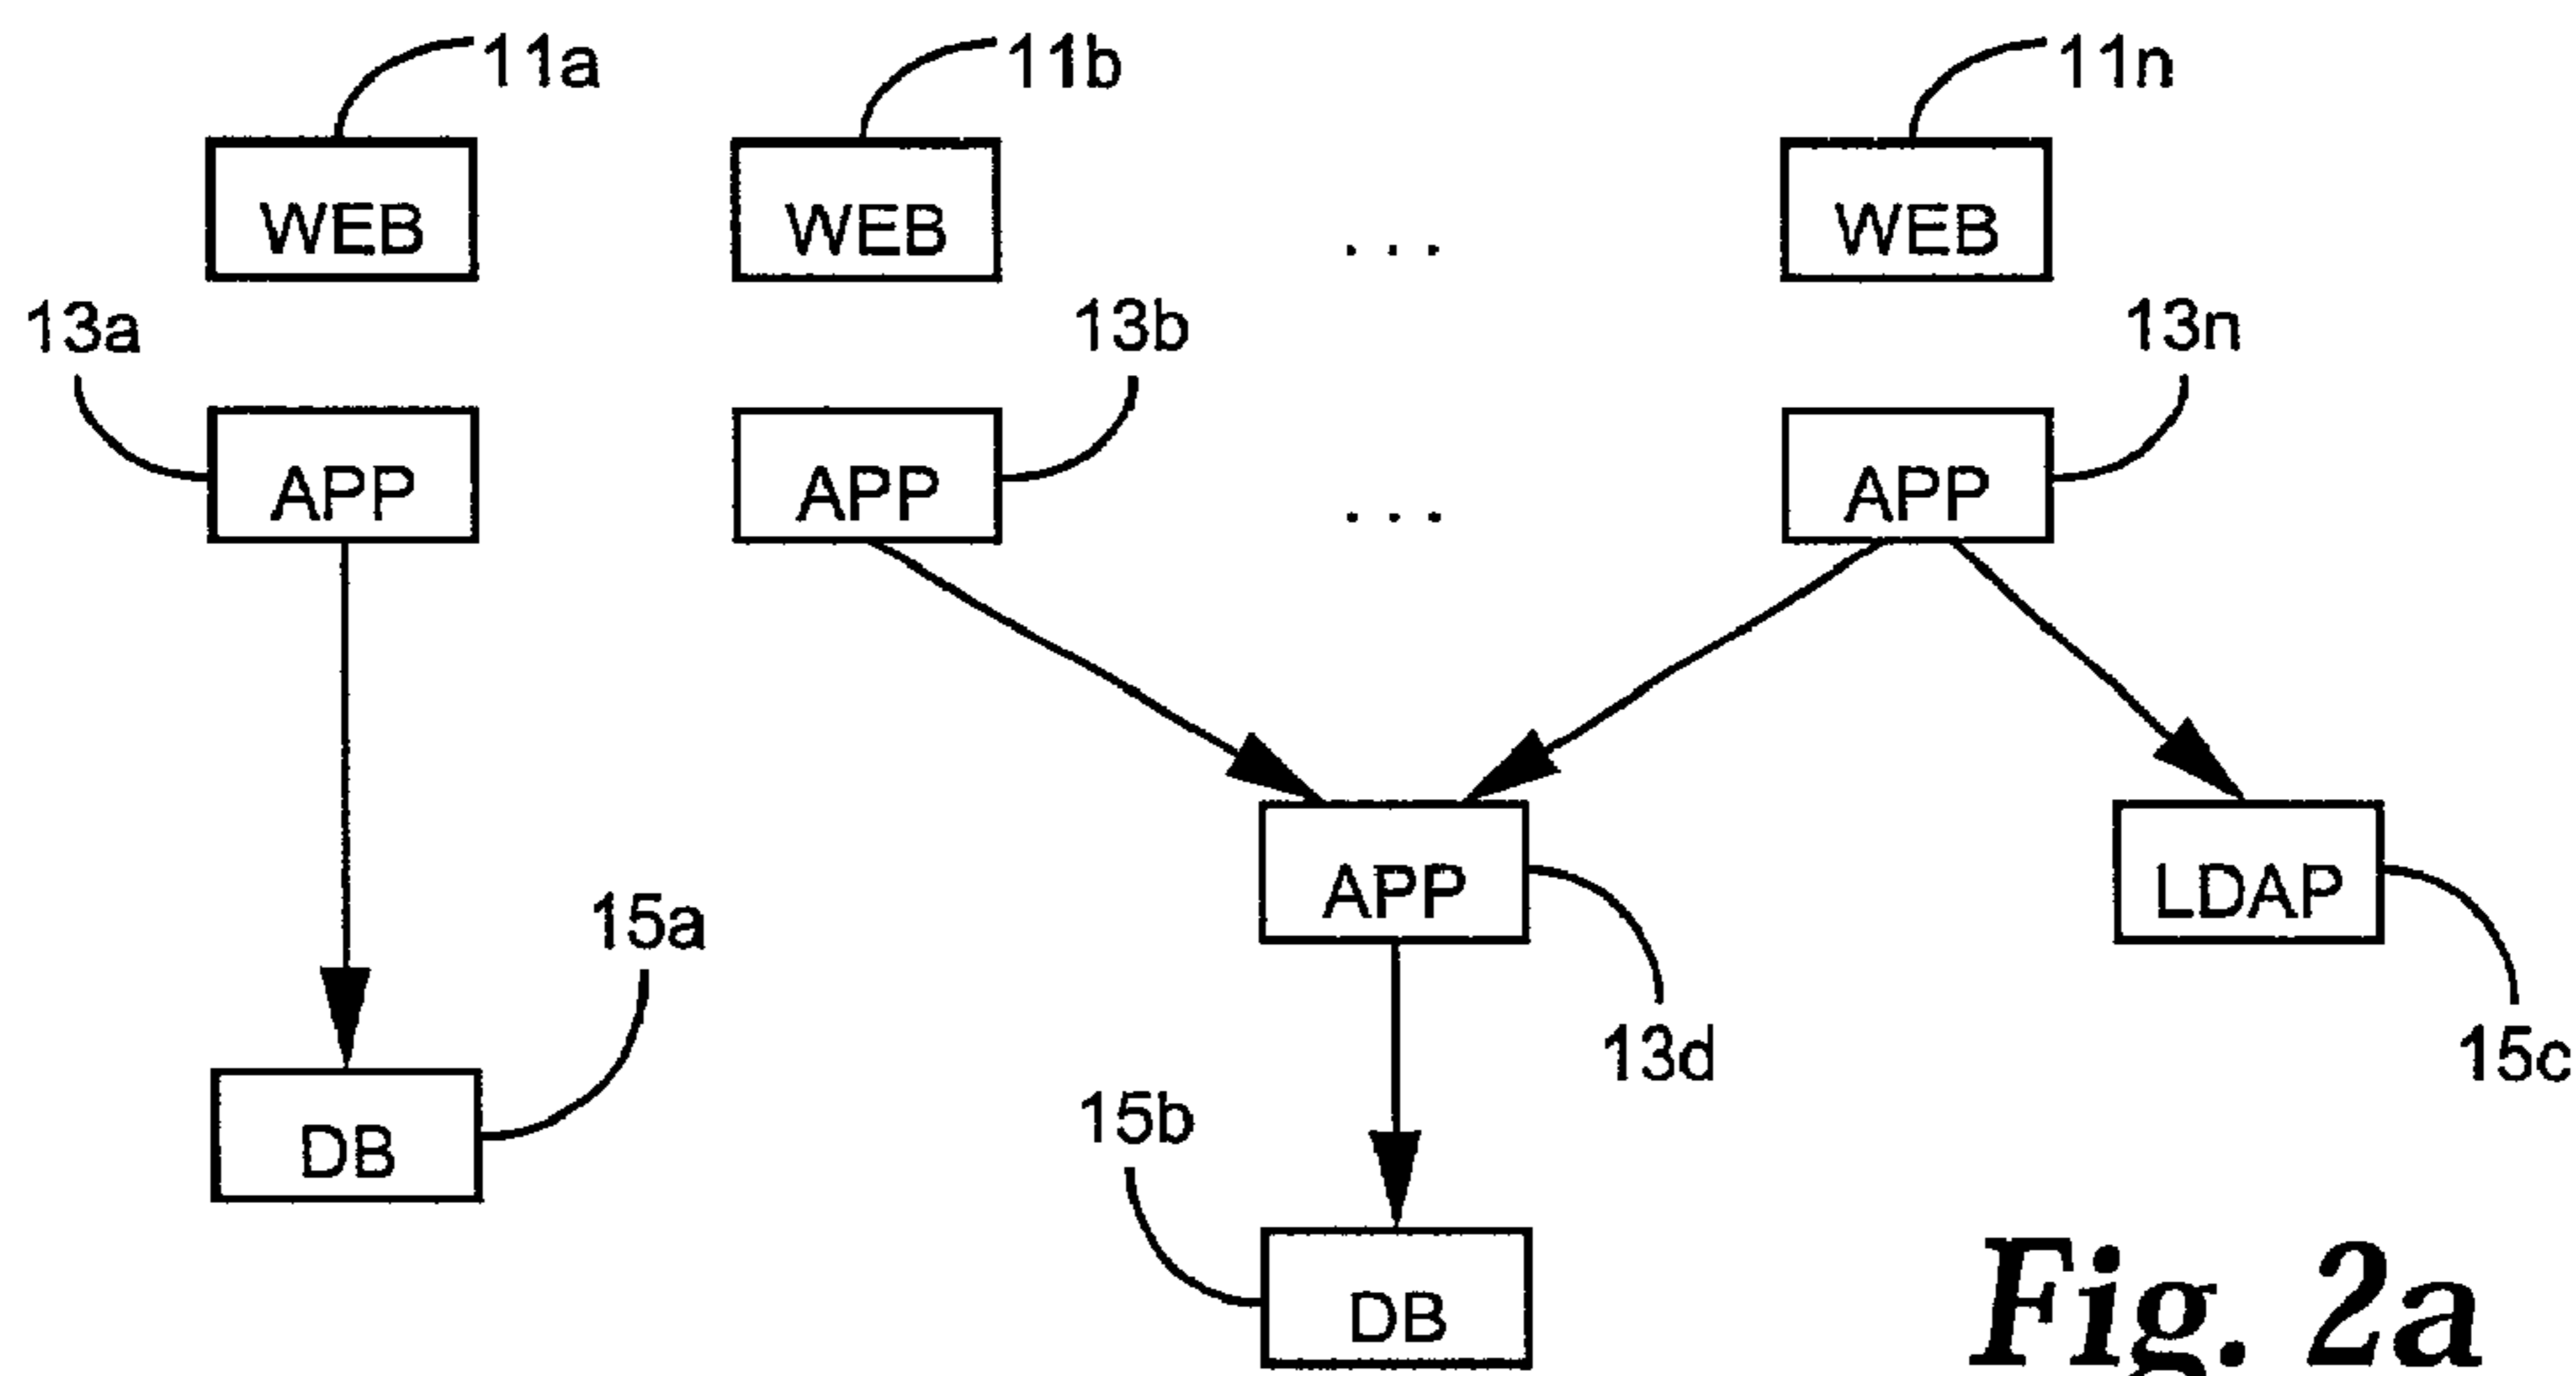 11a 11b 11n
WEB WEB ... WEB
13a 13b 13n
APP APP ... APP
APP LDAP
15a
13d 15c
15b
DB
DB
Fig. 2a